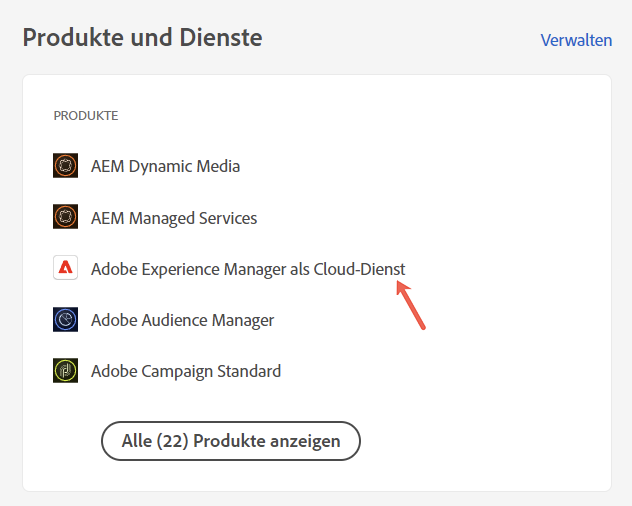 Produkte und Dienste
Verwalten
PRODUKTE
AEM Dynamic Media
AEM Managed Services
Adobe Experience Manager als Cloud-Dienst
Adobe Audience Manager
Adobe Campaign Standard
Alle (22) Produkte anzeigen